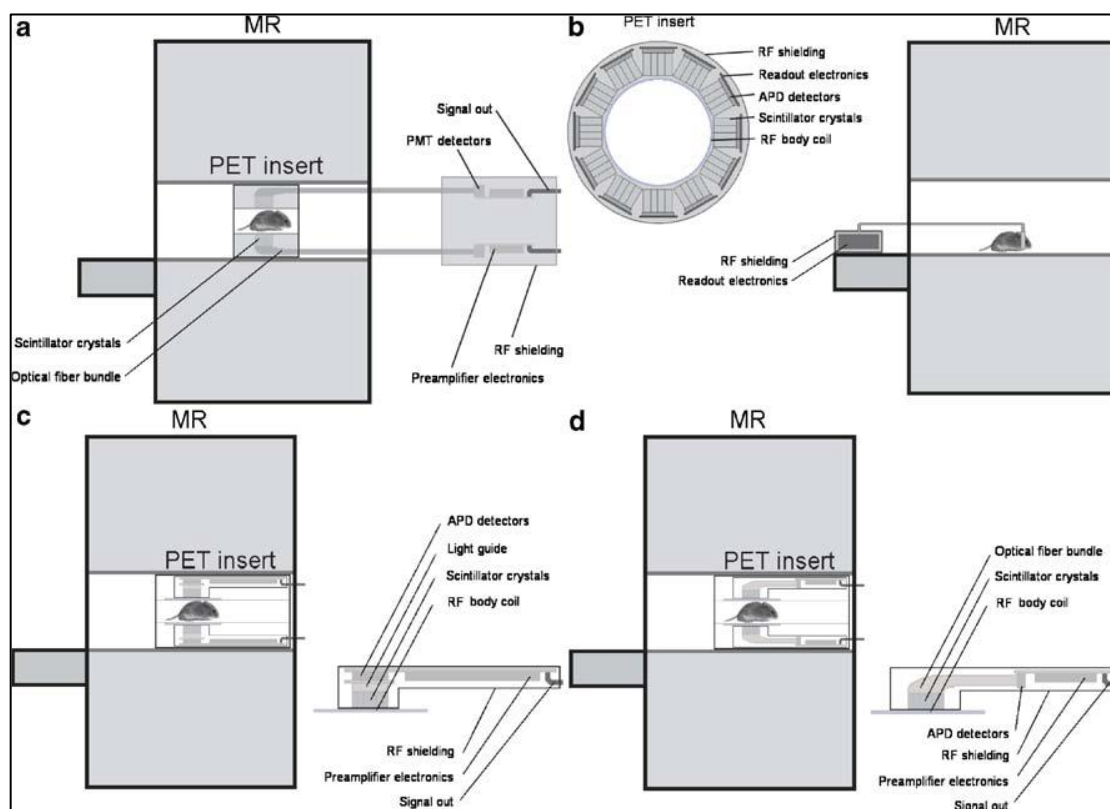 a
MR
PET insert
Signal out
PMT detectors
Scintillator crystals
Optical fiber bundle
RF shielding
Preamplifier electronics
b
PET insert
MR
RF shielding
Readout electronics
APD detectors
Scintillator crystals
RF body coil
RF shielding
Readout electronics
c
MR
PET insert
APD detectors
Light guide
Scintillator crystals
RF body coil
RF shielding
Preamplifier electronics
Signal out
d
MR
PET insert
Optical fiber bundle
Scintillator crystals
RF body coil
APD detectors
RF shielding
Preamplifier electronics
Signal out